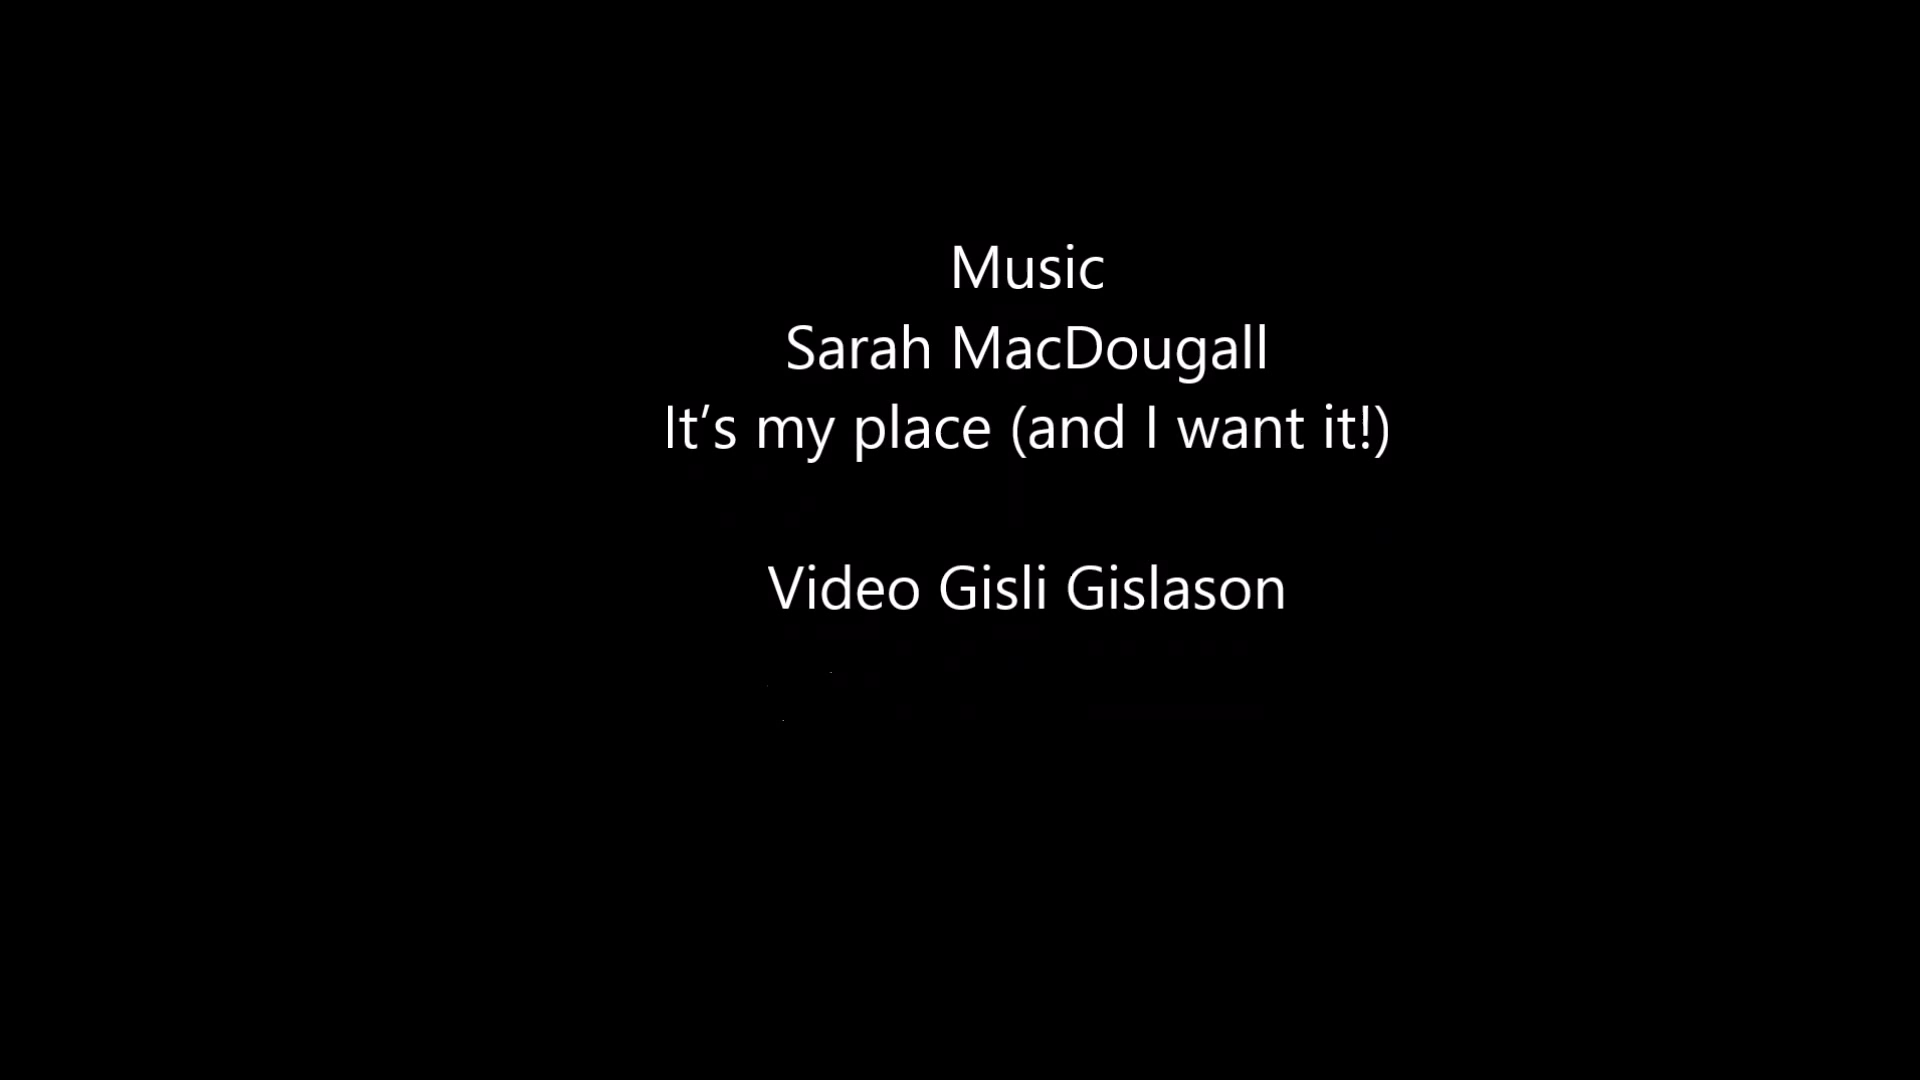 Music
Sarah MacDougall
It‘s my place (and I want it!)
Video Gisli Gislason